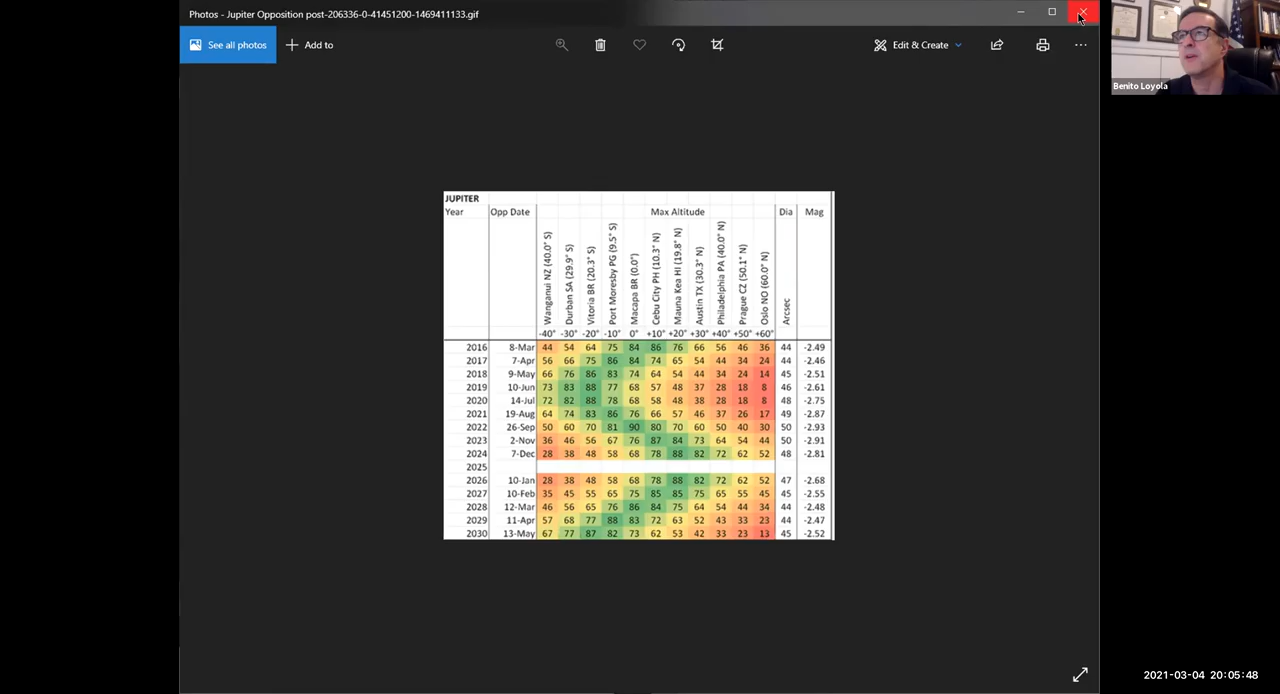 Photos - Jupiter Opposition post-206336-0-41451200-1469411133.gif
See all photos
Add to
Edit & Create
Benito Loyola
JUPITER
Year Opp Date Max Altitude Dia Mag
Wanganui NZ (40.0° S)
Durban SA (29.9° S)
Vitoria BR (20.3° S)
Port Moresby PG (9.5° S)
Macapa BR (0.0°)
Cebu City PH (10.3° N)
Mauna Kea HI (19.8° N)
Austin TX (30.3° N)
Philadelphia PA (40.0° N)
Prague CZ (50.1° N)
Oslo NO (60.0° N)
Arcsec
-40° -30° -20° -10° 0° +10° +20° +30° +40° +50° +60°
2016 8-Mar 44 54 64 75 84 86 76 66 56 46 36 44 -2.49
2017 7-Apr 56 66 75 86 84 74 65 54 44 34 24 44 -2.46
2018 9-May 66 76 86 83 74 64 54 44 34 24 14 45 -2.51
2019 10-Jun 73 83 88 77 68 57 48 37 28 18 8 46 -2.61
2020 14-Jul 72 82 88 78 68 58 48 38 28 18 8 48 -2.75
2021 19-Aug 64 74 83 86 76 66 57 46 37 26 17 49 -2.87
2022 26-Sep 50 60 70 81 90 80 70 60 50 40 30 50 -2.93
2023 2-Nov 36 46 56 67 76 87 84 73 64 54 44 50 -2.91
2024 7-Dec 28 38 48 58 68 78 88 82 72 62 52 48 -2.81
2025
2026 10-Jan 28 38 48 58 68 78 88 82 72 62 52 47 -2.68
2027 10-Feb 35 45 55 65 75 85 85 75 65 55 45 45 -2.55
2028 12-Mar 46 56 65 76 86 84 75 64 54 44 34 44 -2.48
2029 11-Apr 57 68 77 88 83 72 63 52 43 33 23 44 -2.47
2030 13-May 67 77 87 82 73 62 53 42 33 23 13 45 -2.52
2021-03-04 20:05:48